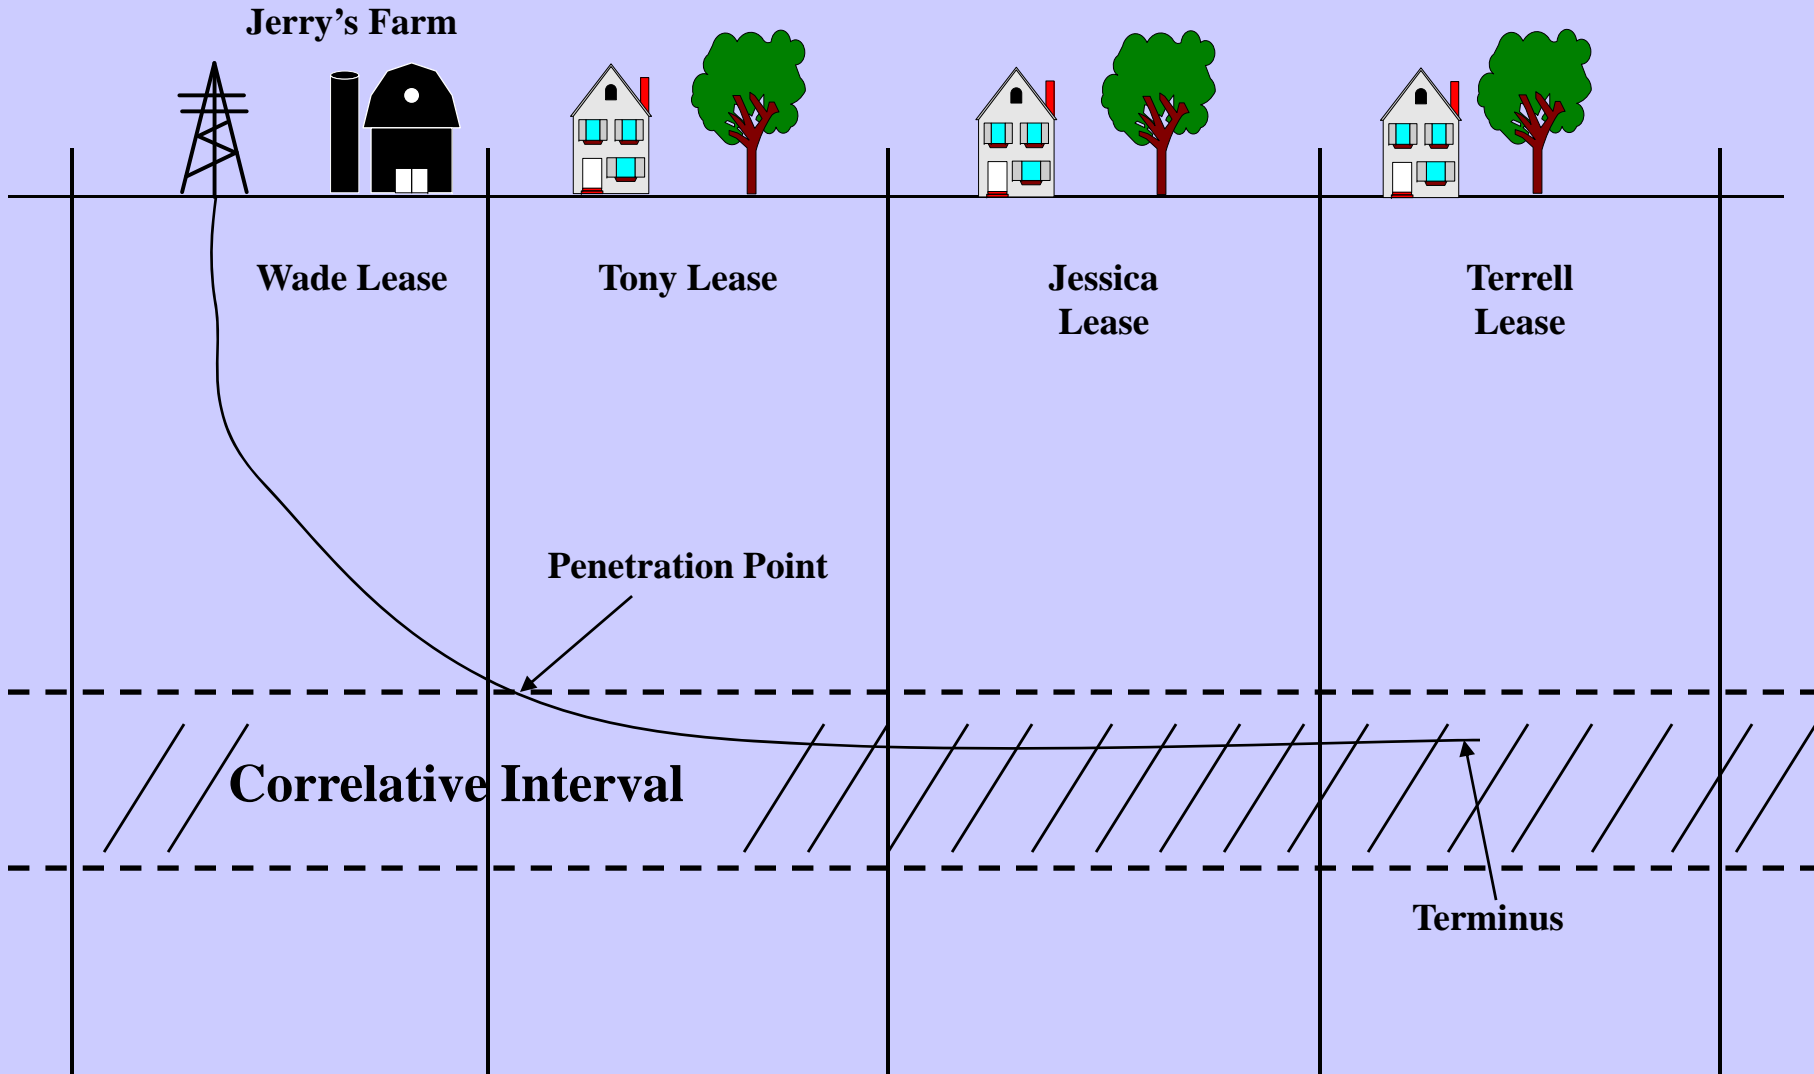 Jerry’s Farm
Wade Lease
Tony Lease
Jessica
Lease
Terrell
Lease
Penetration Point
Correlative Interval
Terminus